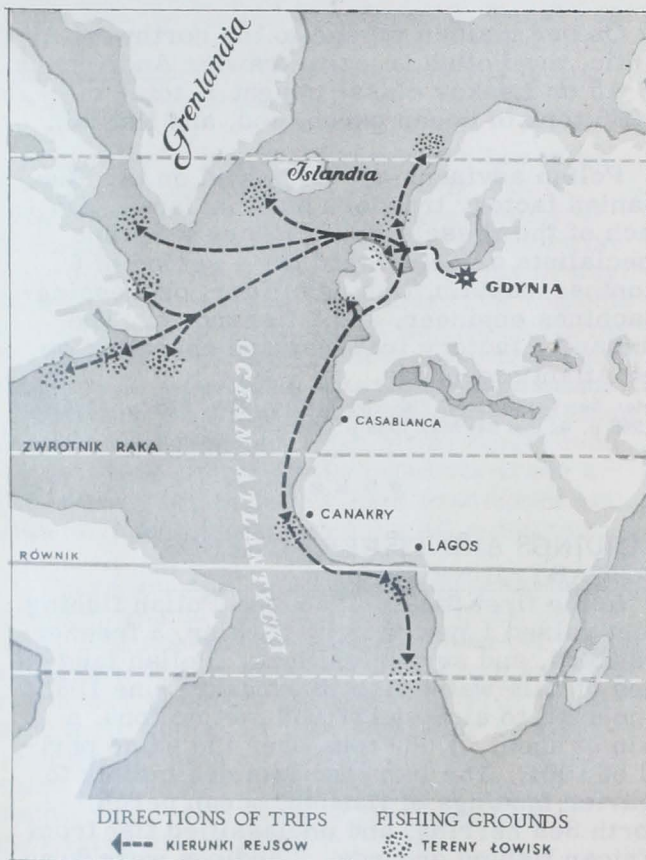 Grenlandia
Islandia
GDYNIA
OCEAN ATLANTYCKI
CASABLANCA
ZWROTNIK RAKA
CANAKRY
LAGOS
RÓWNIK
DIRECTIONS OF TRIPS
KIERUNKI REJSÓW
FISHING GROUNDS
TERENY ŁOWISK